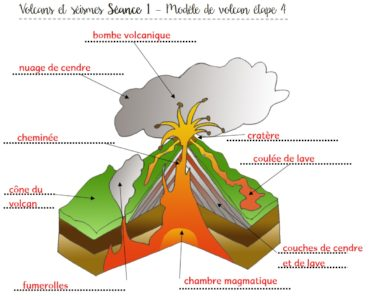 Volcans et séismes Séance 1 - Modèle de volcan étape 4
bombe volcanique
nuage de cendre
cheminée
cratère
coulée de lave
cône du
volcan
couches de cendre
et de lave
chambre magmatique
fumerolles